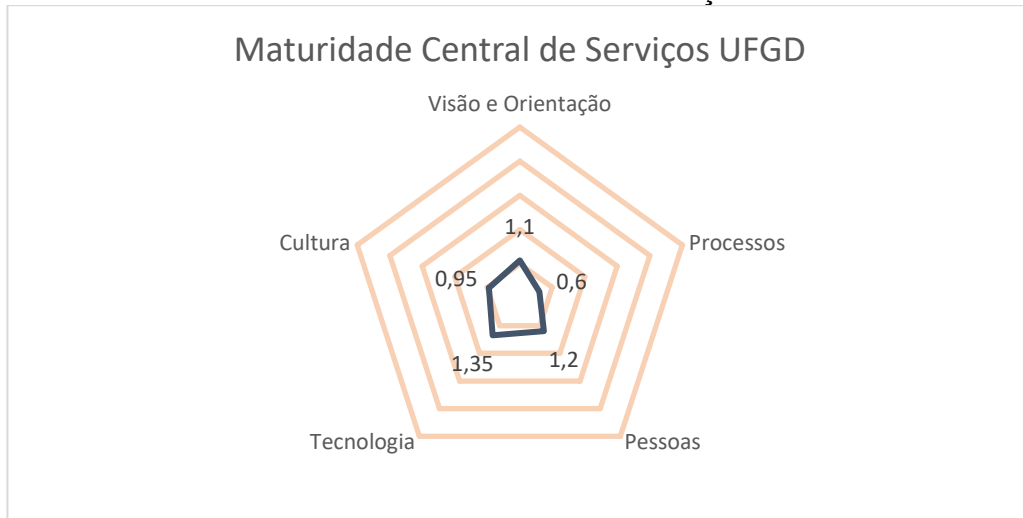 Maturidade Central de Serviços UFGD
Visão e Orientação
1,1
Cultura
Processos
0,95
0,6
1,35
1,2
Tecnologia
Pessoas